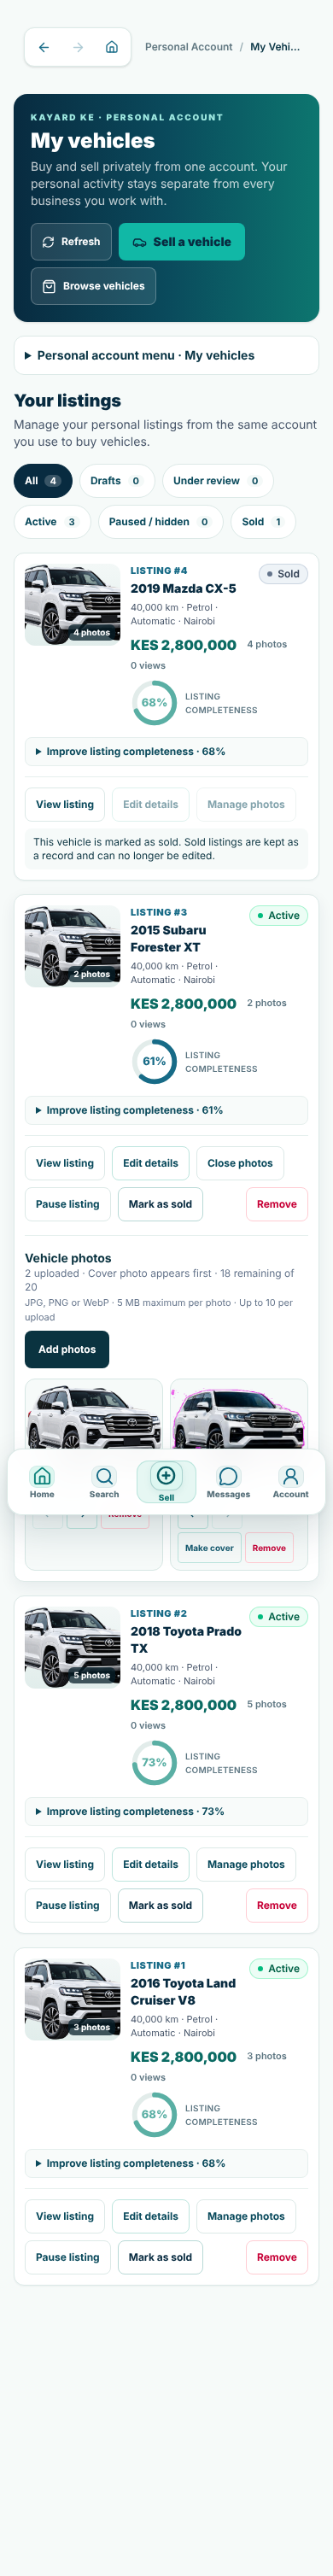 Personal Account / My Vehi...
KAYARD KE · PERSONAL ACCOUNT
My vehicles
Buy and sell privately from one account. Your
personal activity stays separate from every
business you work with.
Refresh
Sell a vehicle
Browse vehicles
Personal account menu · My vehicles
Your listings
Manage your personal listings from the same account
you use to buy vehicles.
All 4
Drafts 0
Under review 0
Active 3
Paused / hidden 0
Sold 1
LISTING #4
Sold
2019 Mazda CX-5
40,000 km · Petrol ·
Automatic · Nairobi
4 photos
KES 2,800,000 4 photos
0 views
68%
LISTING
COMPLETENESS
Improve listing completeness · 68%
View listing
Edit details
Manage photos
This vehicle is marked as sold. Sold listings are kept as
a record and can no longer be edited.
LISTING #3
Active
2015 Subaru
Forester XT
40,000 km · Petrol ·
Automatic · Nairobi
2 photos
KES 2,800,000 2 photos
0 views
61%
LISTING
COMPLETENESS
Improve listing completeness · 61%
View listing
Edit details
Close photos
Pause listing
Mark as sold
Remove
Vehicle photos
2 uploaded · Cover photo appears first · 18 remaining of
20
JPG, PNG or WebP · 5 MB maximum per photo · Up to 10 per
upload
Add photos
Home
Search
Sell
Messages
Account
Remove
Make cover
Remove
LISTING #2
Active
2018 Toyota Prado
TX
40,000 km · Petrol ·
Automatic · Nairobi
5 photos
KES 2,800,000 5 photos
0 views
73%
LISTING
COMPLETENESS
Improve listing completeness · 73%
View listing
Edit details
Manage photos
Pause listing
Mark as sold
Remove
LISTING #1
Active
2016 Toyota Land
Cruiser V8
40,000 km · Petrol ·
Automatic · Nairobi
3 photos
KES 2,800,000 3 photos
0 views
68%
LISTING
COMPLETENESS
Improve listing completeness · 68%
View listing
Edit details
Manage photos
Pause listing
Mark as sold
Remove